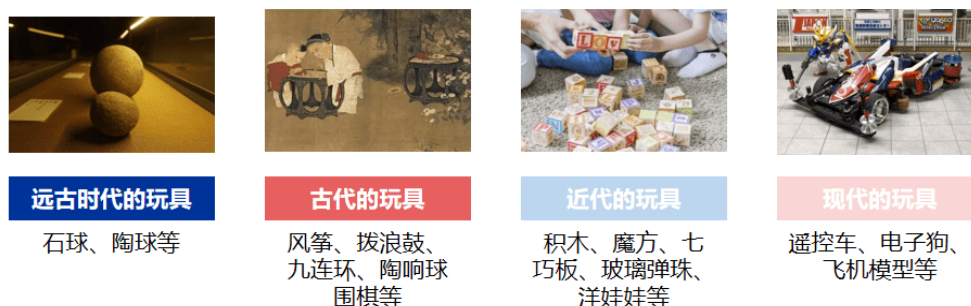 远古时代的玩具
石球、陶球等
古代的玩具
风筝、拨浪鼓、
九连环、陶响球
围棋等
近代的玩具
积木、魔方、七
巧板、玻璃弹珠、
洋娃娃等
现代的玩具
遥控车、电子狗、
飞机模型等
LOV